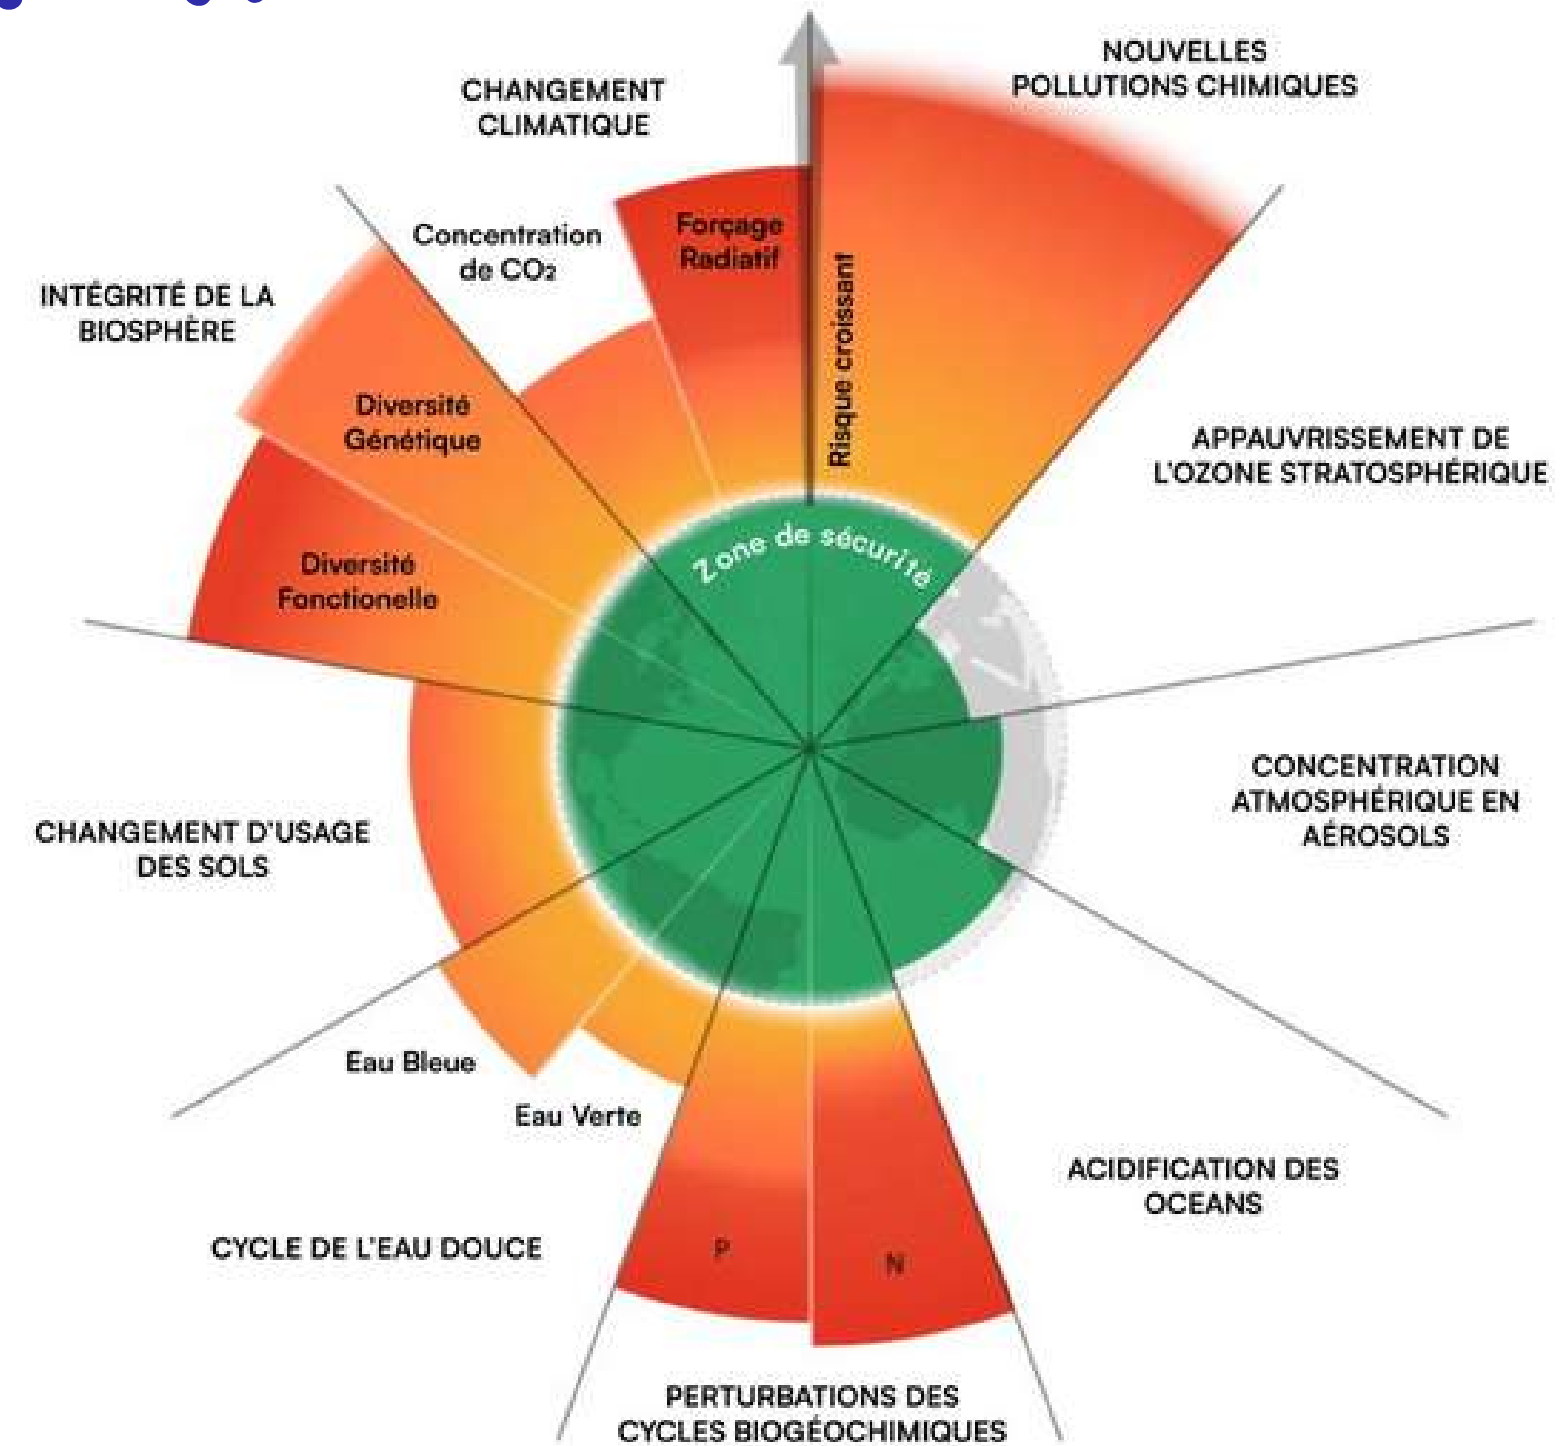 NOUVELLES
POLLUTIONS CHIMIQUES
CHANGEMENT
CLIMATIQUE
Concentration
de CO₂
Forçage
Radiatif
Risque croissant
INTÉGRITÉ DE LA
BIOSPHÈRE
Diversité
Génétique
Diversité
Fonctionelle
APPAUVRISSEMENT DE
L'OZONE STRATOSPHÉRIQUE
Zone de sécurité
CONCENTRATION
ATMOSPHÉRIQUE EN
AÉROSOLS
CHANGEMENT D'USAGE
DES SOLS
Eau Bleue
Eau Verte
ACIDIFICATION DES
OCEANS
CYCLE DE L'EAU DOUCE
P
N
PERTURBATIONS DES
CYCLES BIOGÉOCHIMIQUES